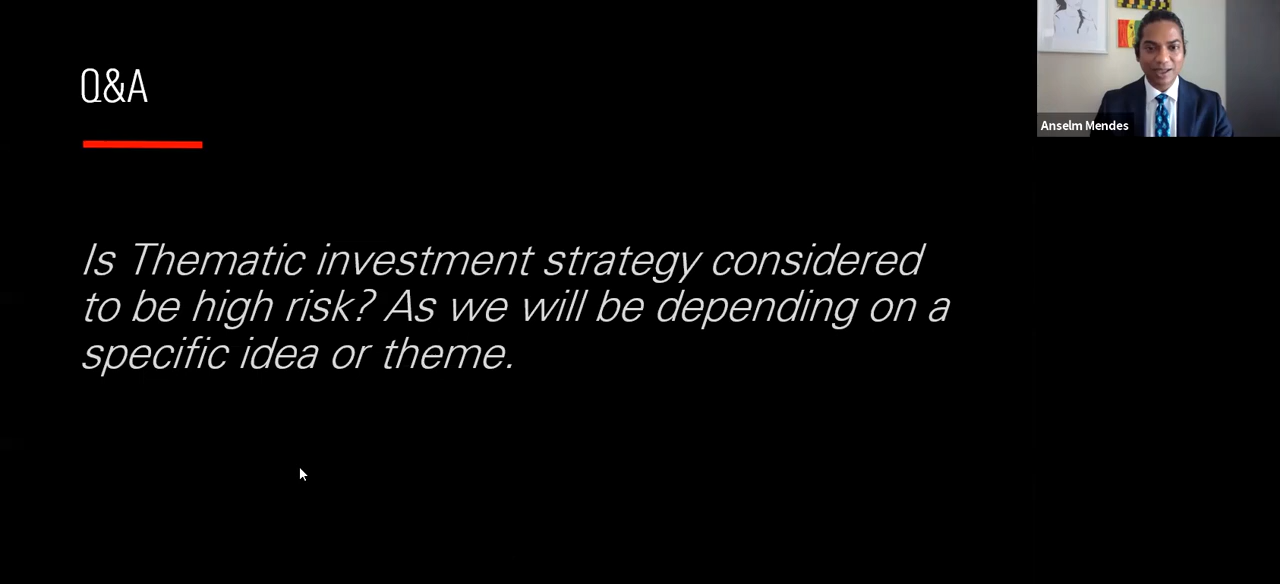 Q&A
Anselm Mendes
Is Thematic investment strategy considered
to be high risk? As we will be depending on a
specific idea or theme.